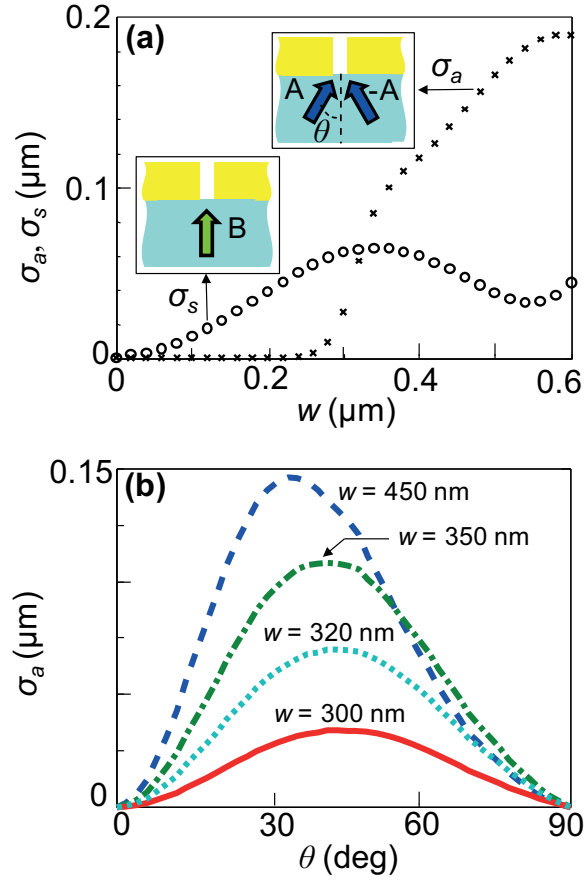 (a)
0.2
0.1
0
σa, σs (μm)
A
-A
θ
σa
B
σs
0
0.2
0.4
0.6
w (μm)
(b)
0.15
0
σa (μm)
w = 450 nm
w = 350 nm
w = 320 nm
w = 300 nm
0
30
60
90
θ (deg)